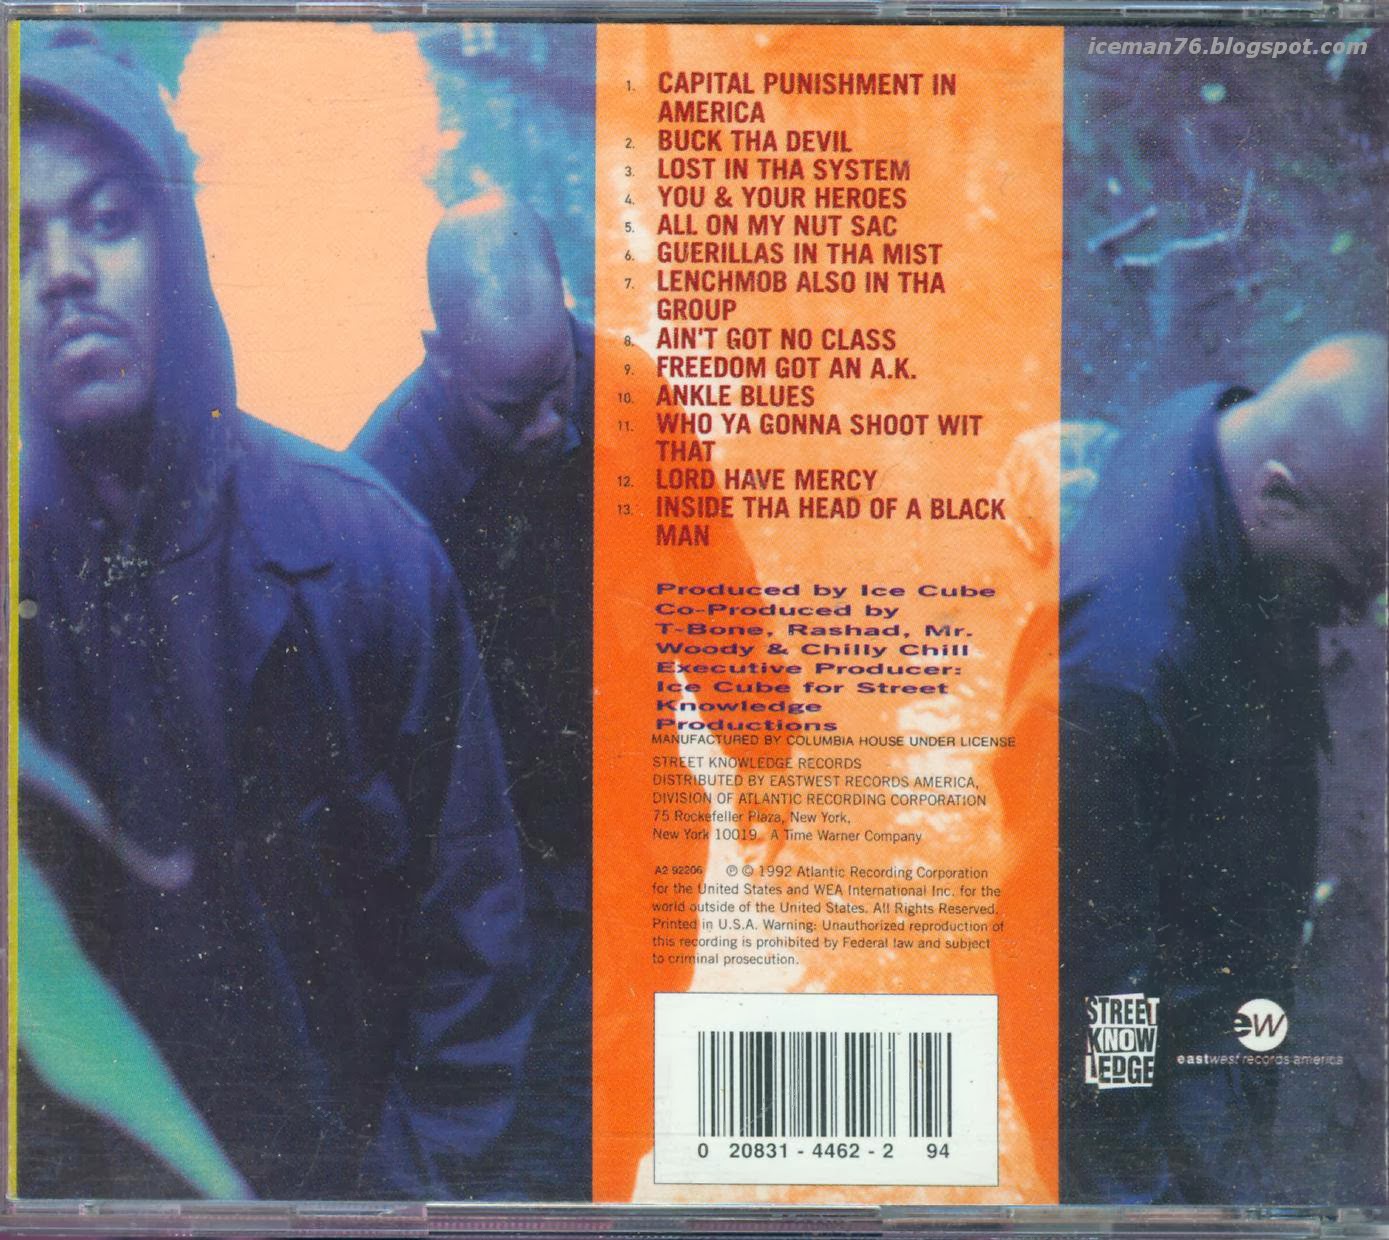 iceman76.blogspot.com
1. CAPITAL PUNISHMENT IN
AMERICA
2. BUCK THA DEVIL
3. LOST IN THA SYSTEM
4. YOU & YOUR HEROES
5. ALL ON MY NUT SAC
6. GUERILLAS IN THA MIST
7. LENCHMOB ALSO IN THA
GROUP
8. AIN'T GOT NO CLASS
9. FREEDOM GOT AN A.K.
10. ANKLE BLUES
11. WHO YA GONNA SHOOT WIT
THAT
12. LORD HAVE MERCY
13. INSIDE THA HEAD OF A BLACK
MAN
Produced by Ice Cube
Co-Produced by
T-Bone, Rashad, Mr.
Woody & Chilly Chill
Executive Producer:
Ice Cube for Street
Knowledge
Productions
MANUFACTURED BY COLUMBIA HOUSE UNDER LICENSE
STREET KNOWLEDGE RECORDS
DISTRIBUTED BY EASTWEST RECORDS AMERICA,
DIVISION OF ATLANTIC RECORDING CORPORATION
75 Rockefeller Plaza, New York,
New York 10019. A Time Warner Company
A2 92206 ℗ © 1992 Atlantic Recording Corporation
for the United States and WEA International Inc. for the
world outside of the United States. All Rights Reserved.
Printed in U.S.A. Warning: Unauthorized reproduction of
this recording is prohibited by Federal law and subject
to criminal prosecution.
0 20831 - 4462 - 2 94
STREET
KNOW
LEDGE
ew
eastwest records america